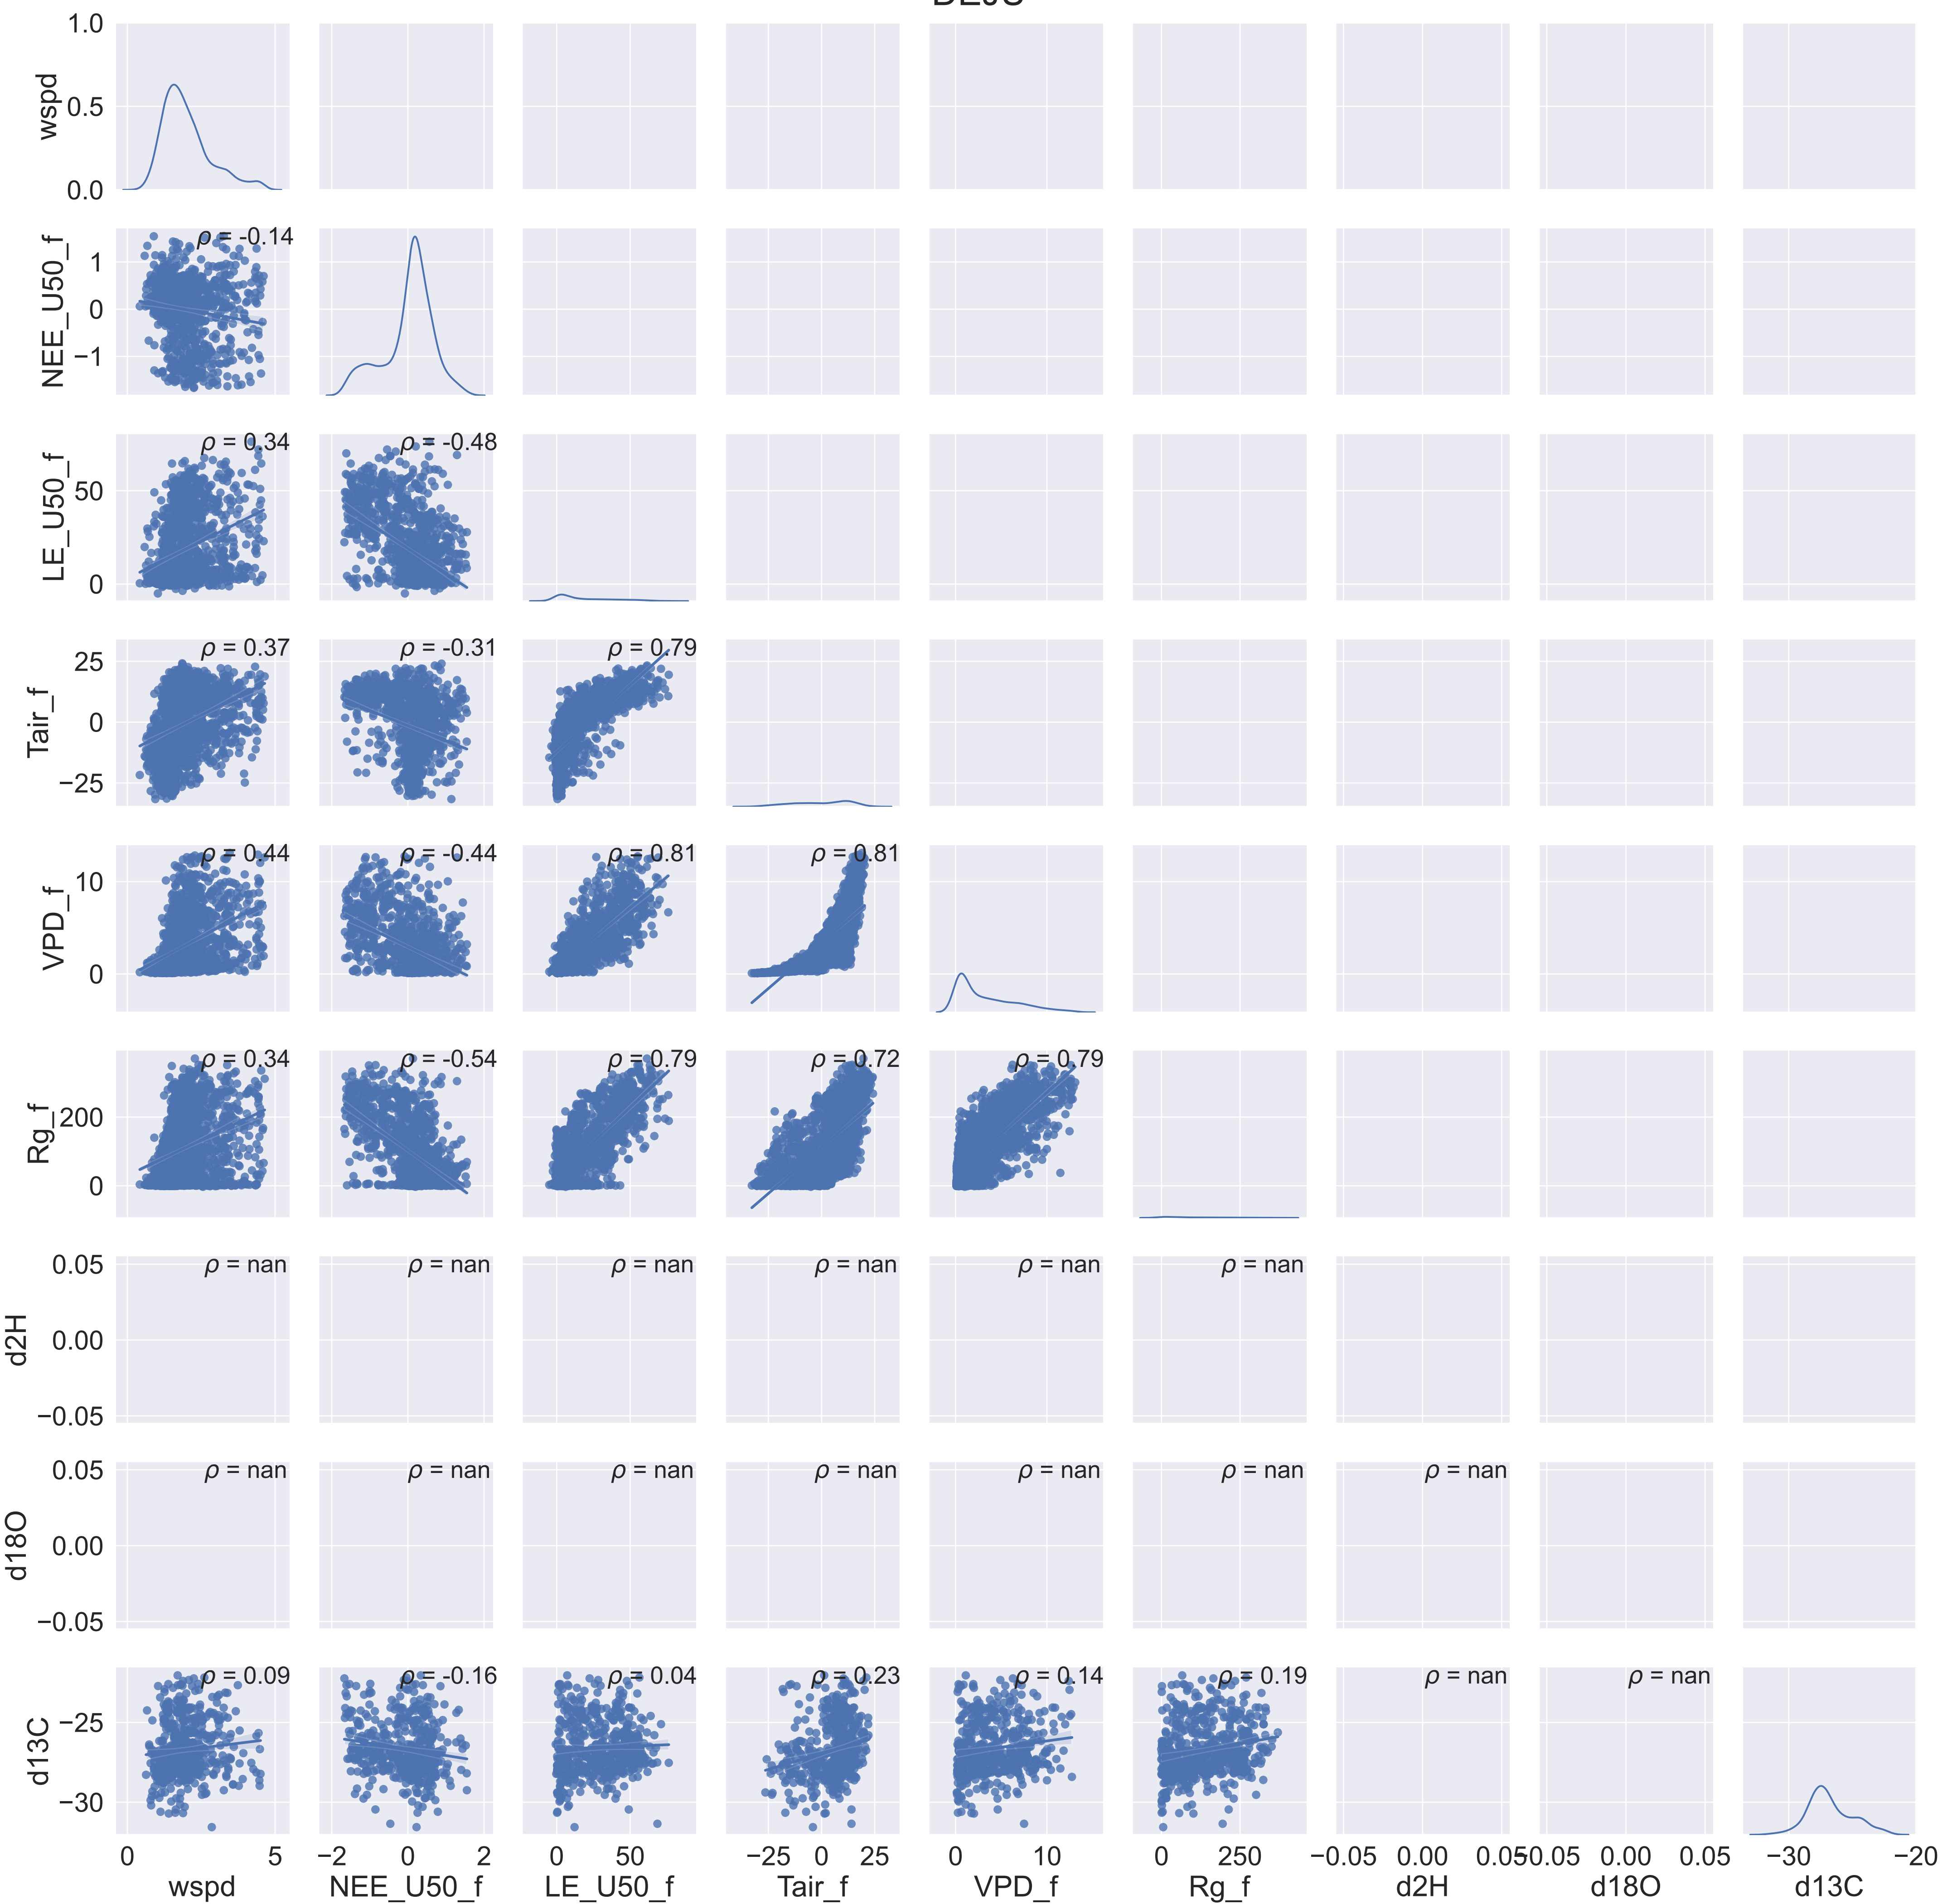 1.0
0.5
0.0
wspd
ρ = -0.14
1
0
−1
NEE_U50_f
ρ = 0.34
ρ = -0.48
50
0
LE_U50_f
ρ = 0.37
ρ = -0.31
ρ = 0.79
25
0
−25
Tair_f
ρ = 0.44
ρ = -0.44
ρ = 0.81
ρ = 0.81
10
0
VPD_f
ρ = 0.34
ρ = -0.54
ρ = 0.79
ρ = 0.72
ρ = 0.79
200
0
Rg_f
ρ = nan
ρ = nan
ρ = nan
ρ = nan
ρ = nan
ρ = nan
0.05
0.00
−0.05
d2H
ρ = nan
ρ = nan
ρ = nan
ρ = nan
ρ = nan
ρ = nan
ρ = nan
0.05
0.00
−0.05
d18O
ρ = 0.09
ρ = -0.16
ρ = 0.04
ρ = 0.23
ρ = 0.14
ρ = 0.19
ρ = nan
ρ = nan
−25
−30
d13C
0 5
−2 0 2
0 50
−25 0 25
0 10
0 250
−0.05 0.00 0.05
−0.05 0.00 0.05
−30 −20
wspd NEE_U50_f LE_U50_f Tair_f VPD_f Rg_f d2H d18O d13C